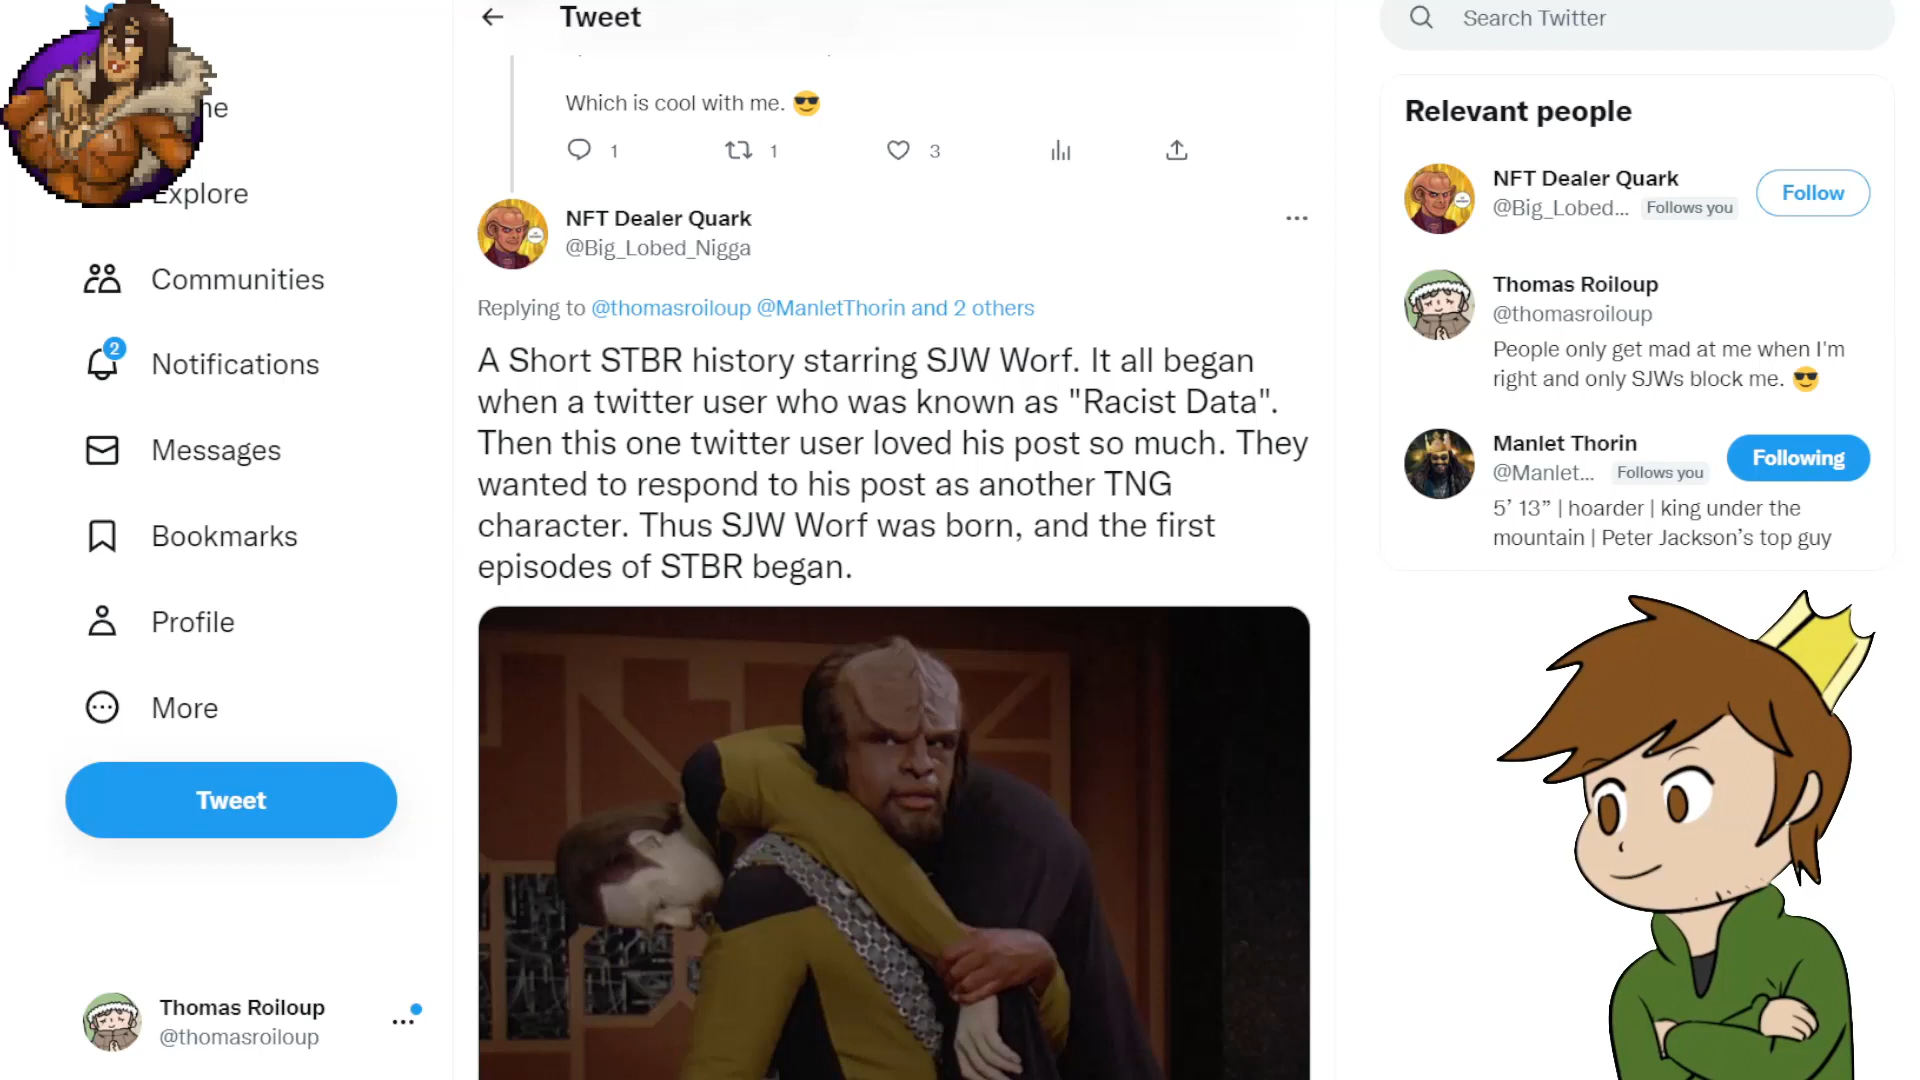 Tweet
Search Twitter
Which is cool with me. 😎
1
1
3
Explore
Communities
2
Notifications
Messages
Bookmarks
Profile
More
Tweet
Thomas Roiloup
@thomasroiloup
NFT Dealer Quark
@Big_Lobed_Nigga
Replying to @thomasroiloup @ManletThorin and 2 others
A Short STBR history starring SJW Worf. It all began
when a twitter user who was known as "Racist Data".
Then this one twitter user loved his post so much. They
wanted to respond to his post as another TNG
character. Thus SJW Worf was born, and the first
episodes of STBR began.
Relevant people
NFT Dealer Quark
@Big_Lobed... Follows you
Follow
Thomas Roiloup
@thomasroiloup
People only get mad at me when I'm
right and only SJWs block me. 😎
Manlet Thorin
@Manlet... Follows you
Following
5’ 13” | hoarder | king under the
mountain | Peter Jackson’s top guy